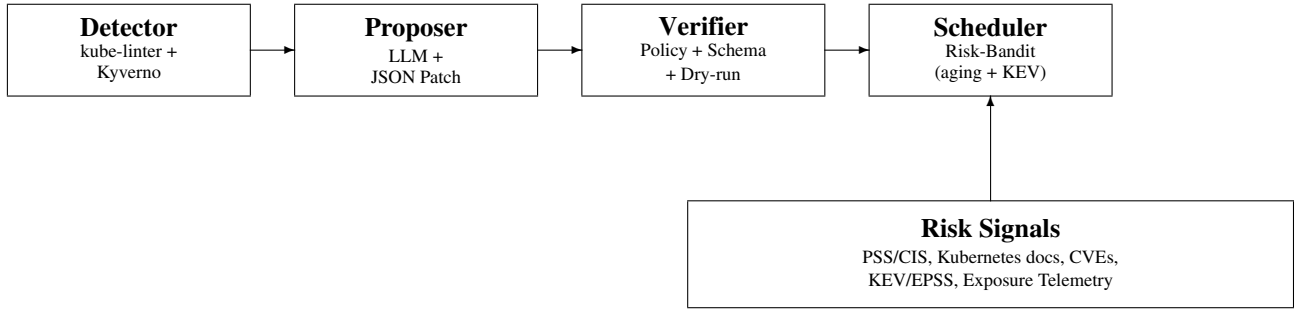 Detector
kube-linter +
Kyverno
Proposer
LLM +
JSON Patch
Verifier
Policy + Schema
+ Dry-run
Scheduler
Risk-Bandit
(aging + KEV)
Risk Signals
PSS/CIS, Kubernetes docs, CVEs,
KEV/EPSS, Exposure Telemetry